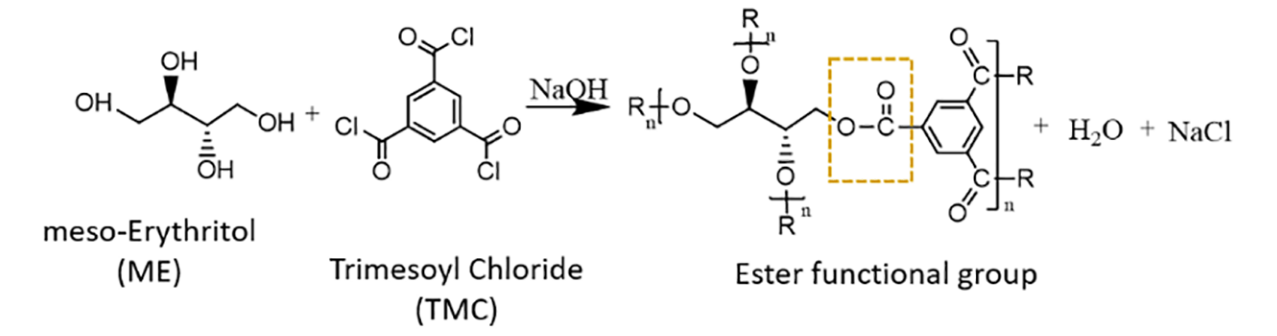 OH
OH
OH
OH
+
O
Cl
Cl
O
O
Cl
NaOH
R
n
O
R
n
O
O
n
R
O
O
C
O
C
R
C
R
O
n
+ H₂O + NaCl
meso-Erythritol
(ME)
Trimesoyl Chloride
(TMC)
Ester functional group